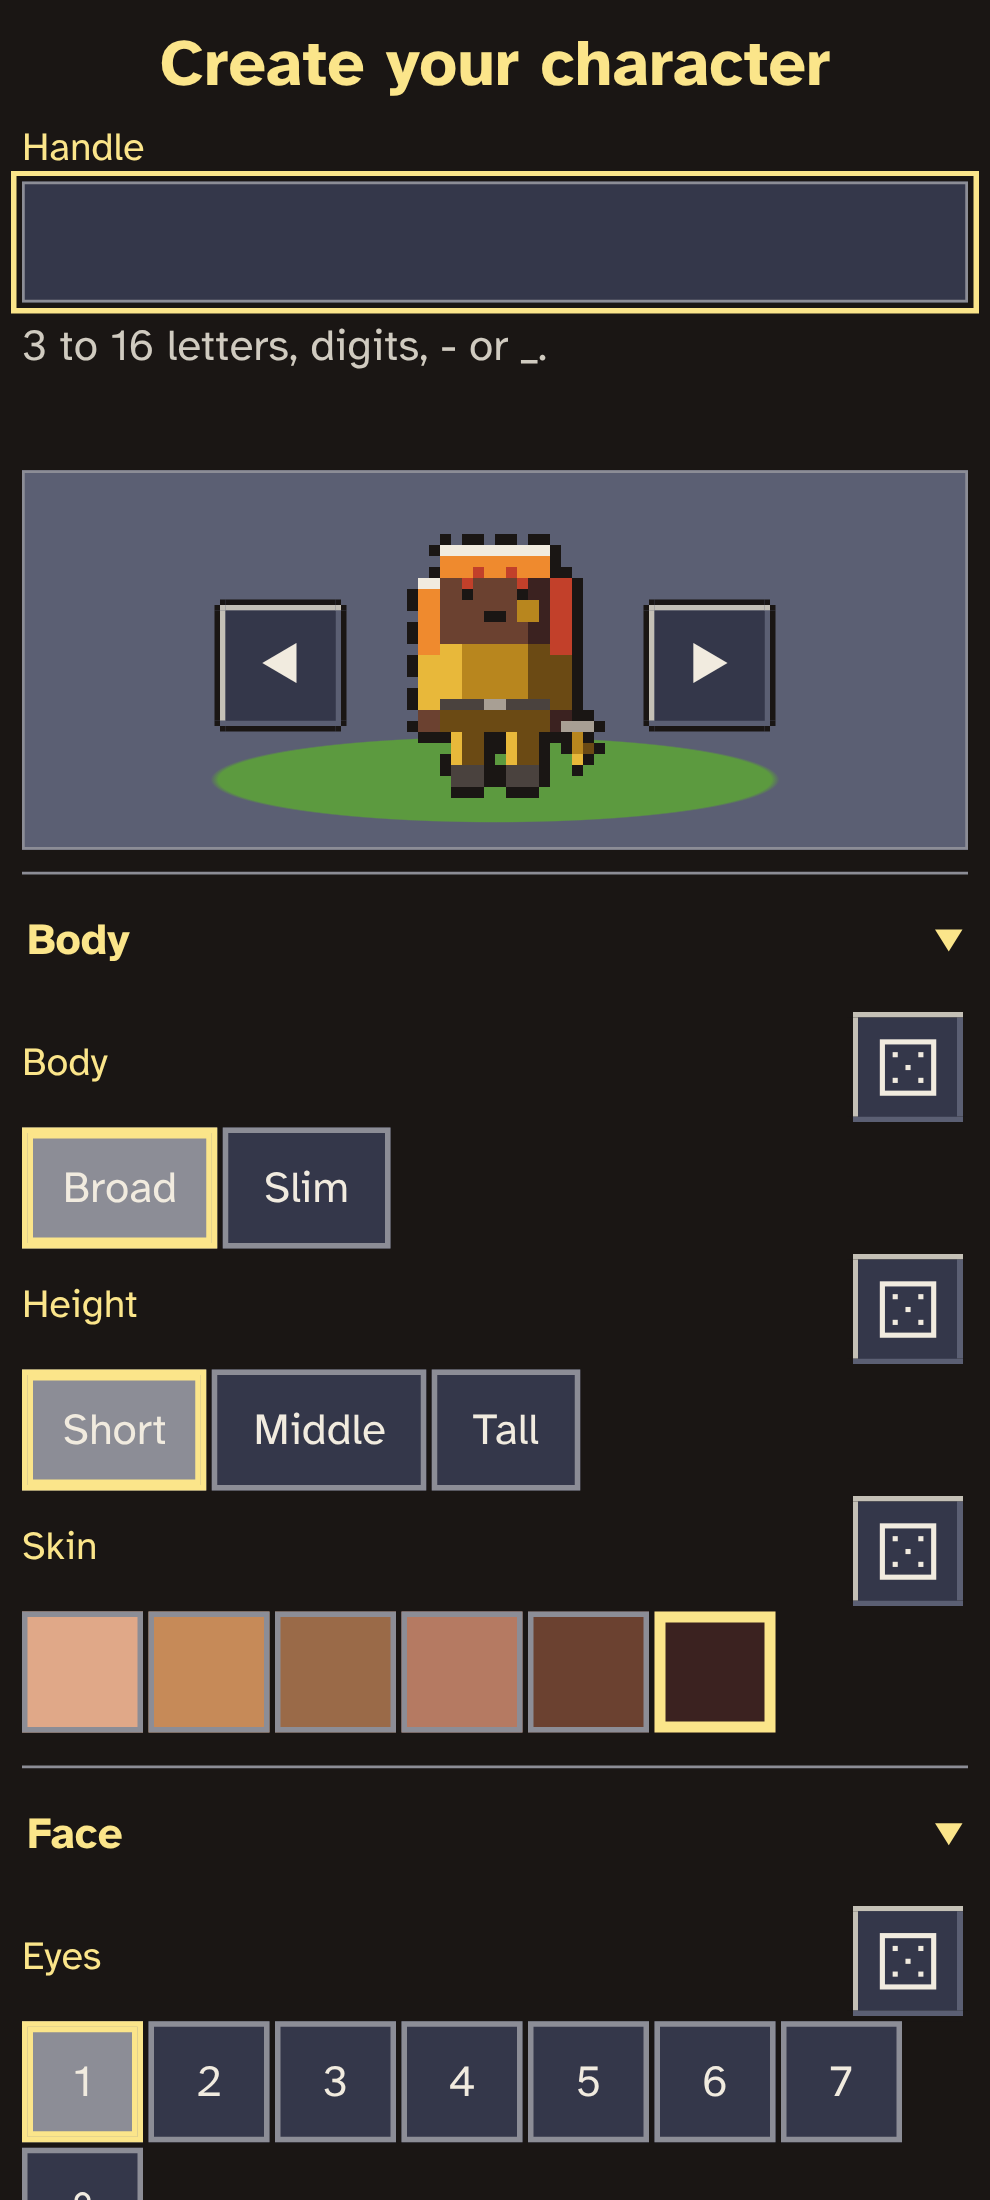 Create your character
Handle
3 to 16 letters, digits, - or _.
Body
Body
Broad Slim
Height
Short Middle Tall
Skin
Face
Eyes
1 2 3 4 5 6 7